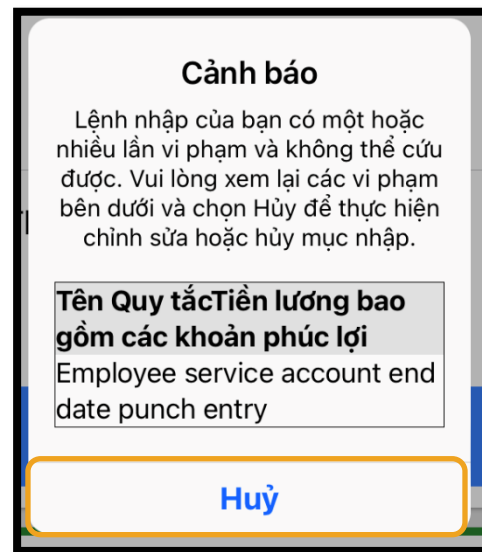 Cảnh báo
Lệnh nhập của bạn có một hoặc
nhiều lần vi phạm và không thể cứu
được. Vui lòng xem lại các vi phạm
bên dưới và chọn Hủy để thực hiện
chỉnh sửa hoặc hủy mục nhập.
Tên Quy tắcTiền lương bao
gồm các khoản phúc lợi
Employee service account end
date punch entry
Huỷ